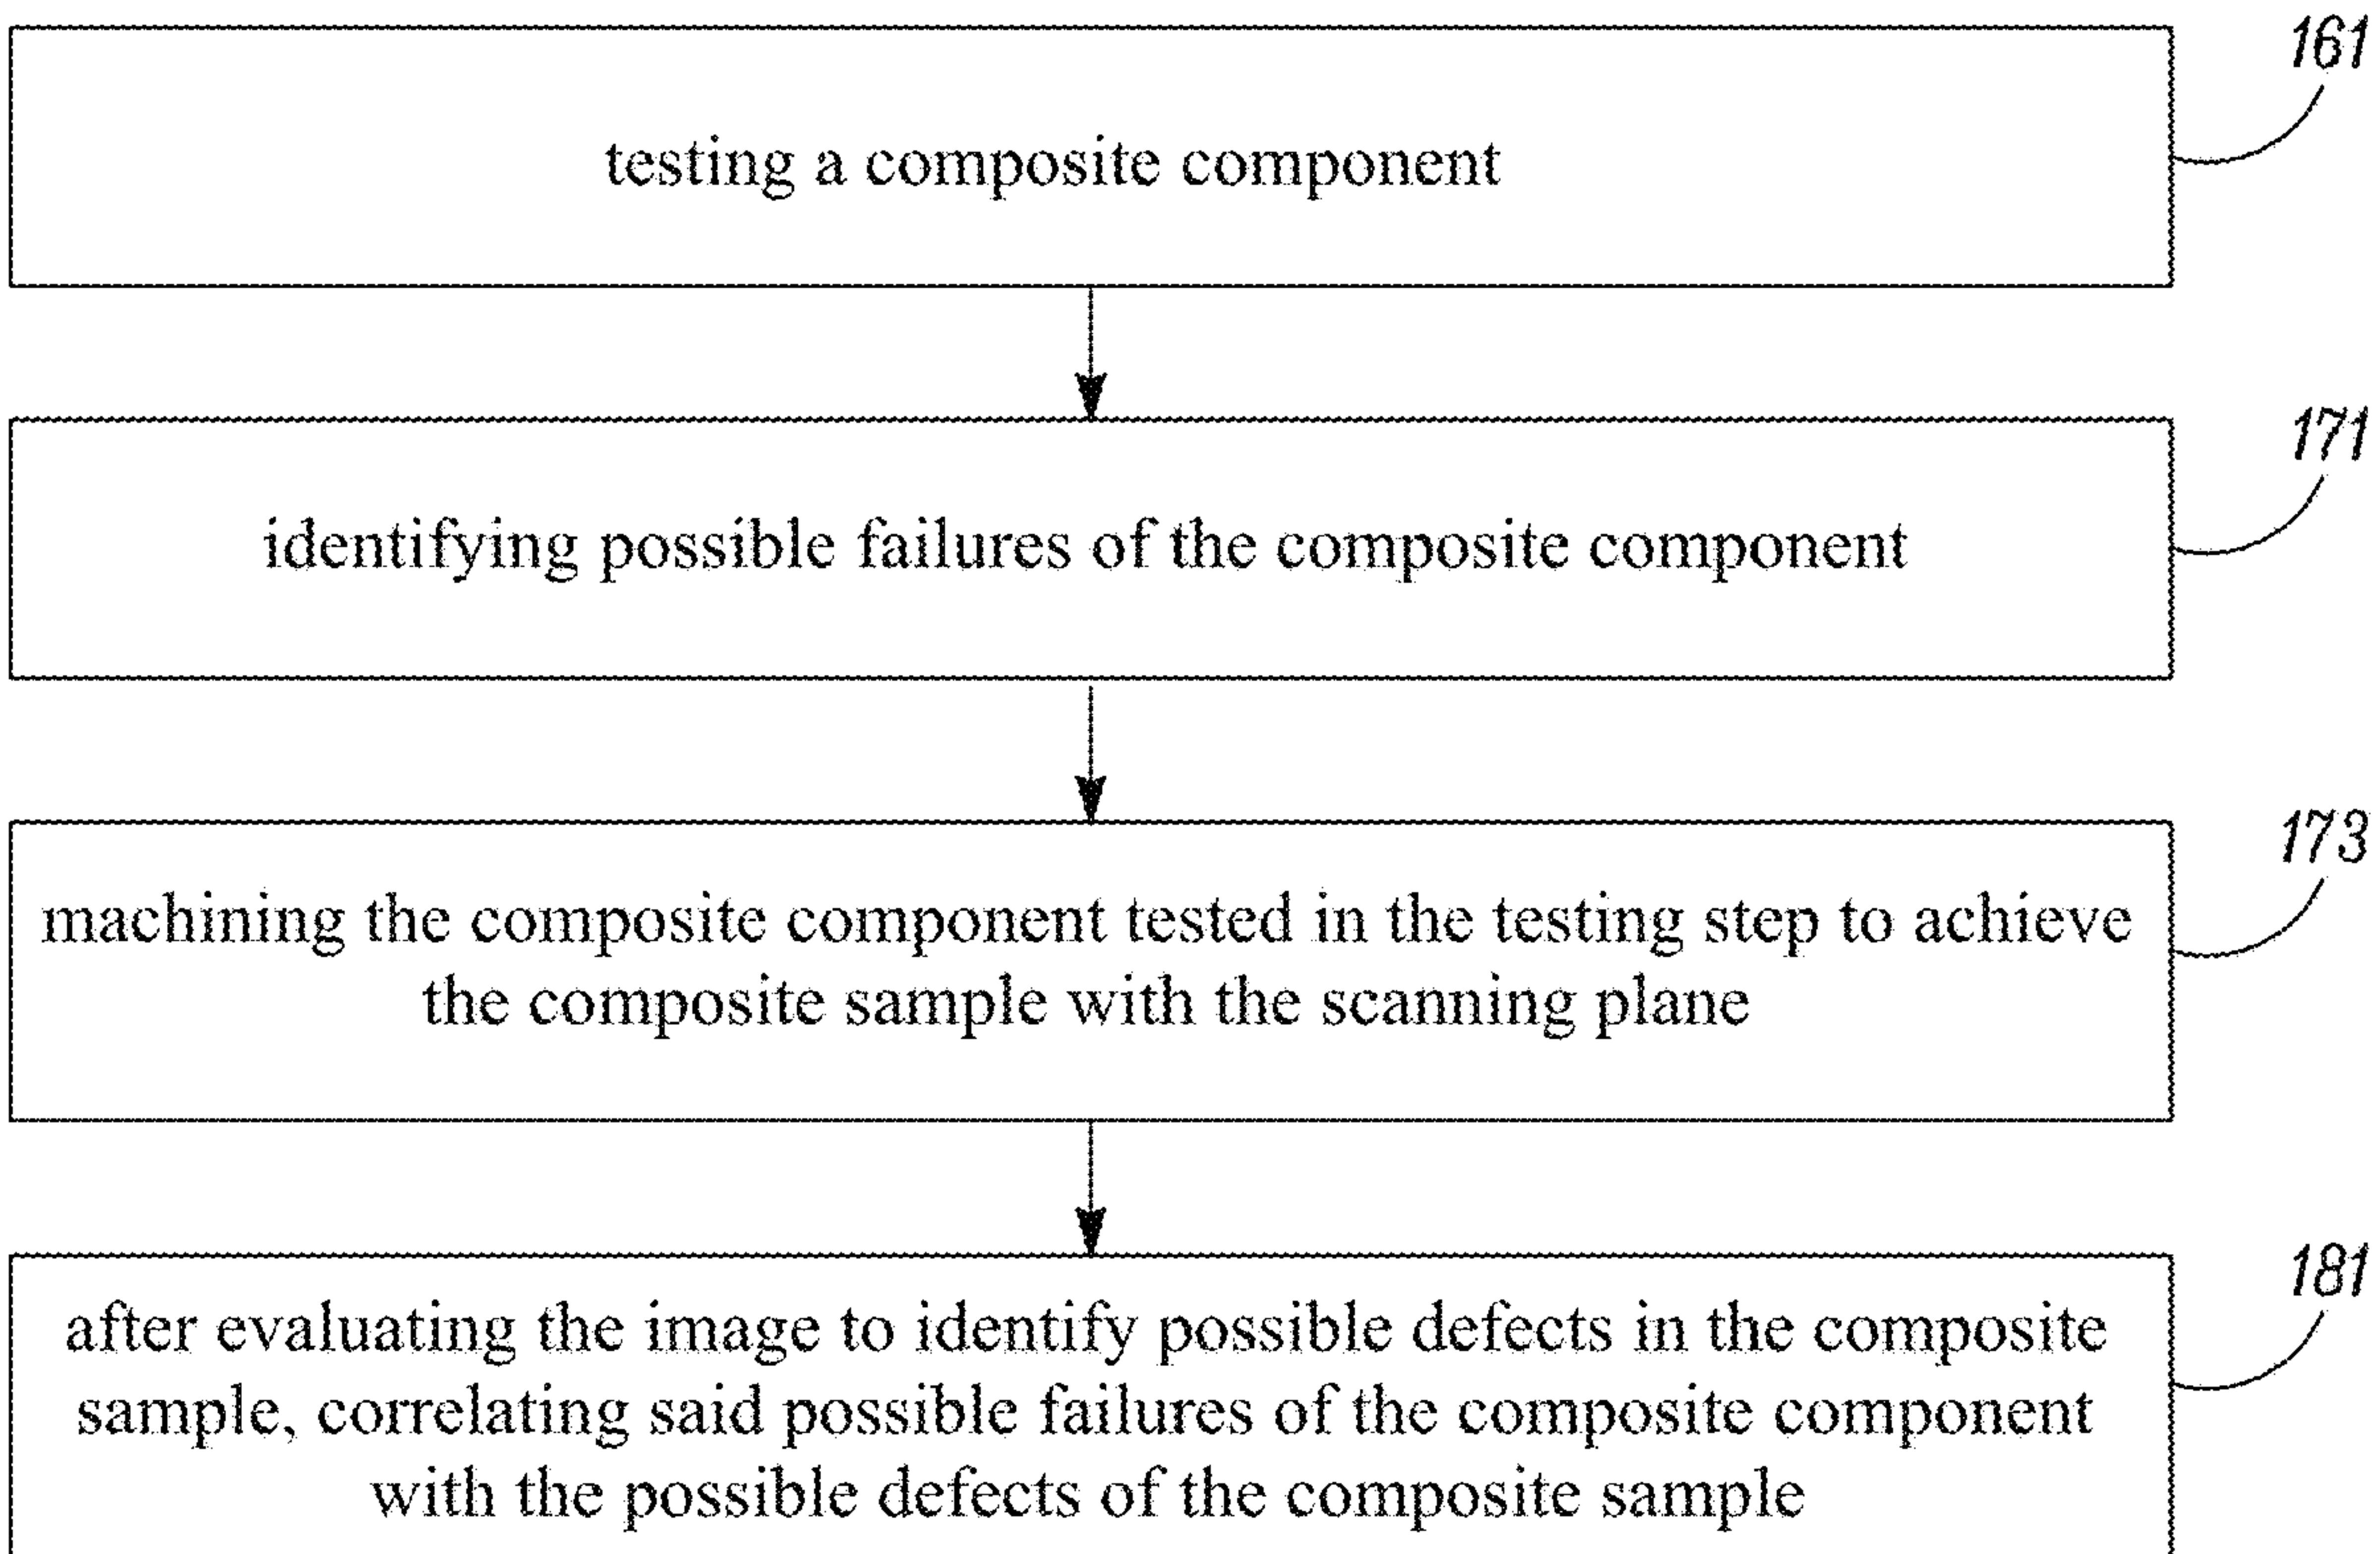 161
testing a composite component
171
identifying possible failures of the composite component
173
machining the composite component tested in the testing step to achieve
the composite sample with the scanning plane
181
after evaluating the image to identify possible defects in the composite
sample, correlating said possible failures of the composite component
with the possible defects of the composite sample